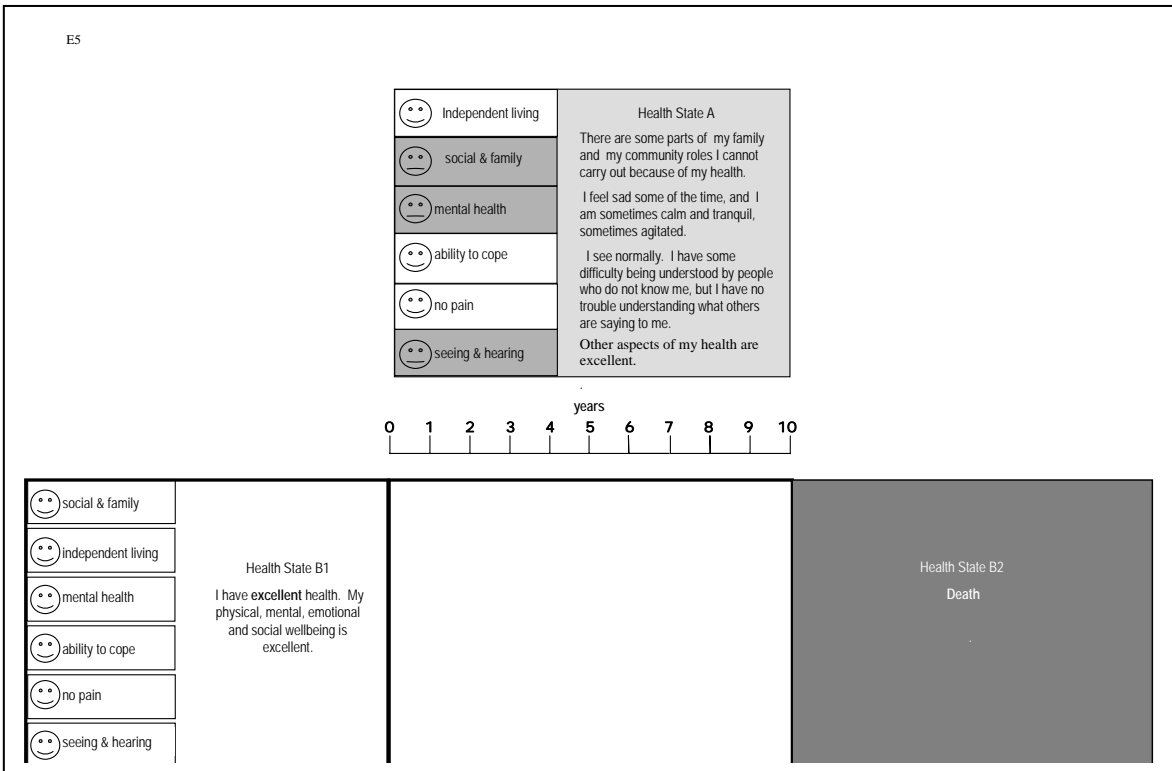 E5
Independent living
social & family
mental health
ability to cope
no pain
seeing & hearing
Health State A
There are some parts of my family
and my community roles I cannot
carry out because of my health.
I feel sad some of the time, and I
am sometimes calm and tranquil,
sometimes agitated.
I see normally. I have some
difficulty being understood by people
who do not know me, but I have no
trouble understanding what others
are saying to me.
Other aspects of my health are
excellent.
.
years
0 1 2 3 4 5 6 7 8 9 10
social & family
independent living
mental health
ability to cope
no pain
seeing & hearing
Health State B1
I have excellent health. My
physical, mental, emotional
and social wellbeing is
excellent.
Health State B2
Death
.